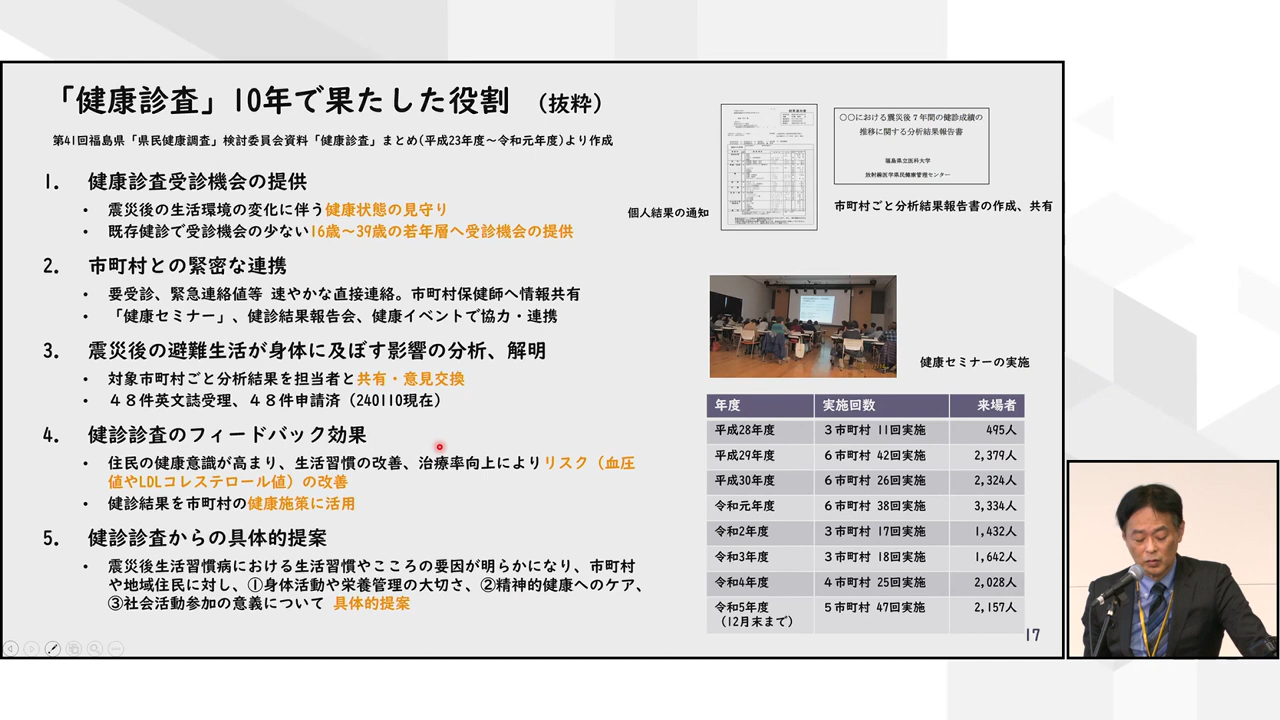 「健康診査」10年で果たした役割 (抜粋)
第41回福島県「県民健康調査」検討委員会資料「健康診査」まとめ(平成23年度～令和元年度)より作成
1. 健康診査受診機会の提供
・ 震災後の生活環境の変化に伴う健康状態の見守り
・ 既存健診で受診機会の少ない16歳～39歳の若年層へ受診機会の提供
2. 市町村との緊密な連携
・ 要受診、緊急連絡値等 速やかな直接連絡。市町村保健師へ情報共有
・ 「健康セミナー」、健診結果報告会、健康イベントで協力・連携
3. 震災後の避難生活が身体に及ぼす影響の分析、解明
・ 対象市町村ごと分析結果を担当者と共有・意見交換
・ ４８件英文誌受理、４８件申請済（240110現在）
4. 健診診査のフィードバック効果
・ 住民の健康意識が高まり、生活習慣の改善、治療率向上によりリスク（血圧
値やLDLコレステロール値）の改善
・ 健診結果を市町村の健康施策に活用
5. 健診診査からの具体的提案
・ 震災後生活習慣病における生活習慣やこころの要因が明らかになり、市町村
や地域住民に対し、①身体活動や栄養管理の大切さ、②精神的健康へのケア、
③社会活動参加の意義について 具体的提案
個人結果の通知
〇〇における震災後７年間の健診成績の
推移に関する分析結果報告書
福島県立医科大学
放射線医学県民健康管理センター
市町村ごと分析結果報告書の作成、共有
健康セミナーの実施
年度 実施回数 来場者
平成28年度 ３市町村 11回実施 495人
平成29年度 ６市町村 42回実施 2,379人
平成30年度 ６市町村 26回実施 2,324人
令和元年度 ６市町村 38回実施 3,334人
令和2年度 ３市町村 17回実施 1,432人
令和3年度 ３市町村 18回実施 1,642人
令和4年度 ４市町村 25回実施 2,028人
令和5年度 ５市町村 47回実施 2,157人
（12月末まで）
17